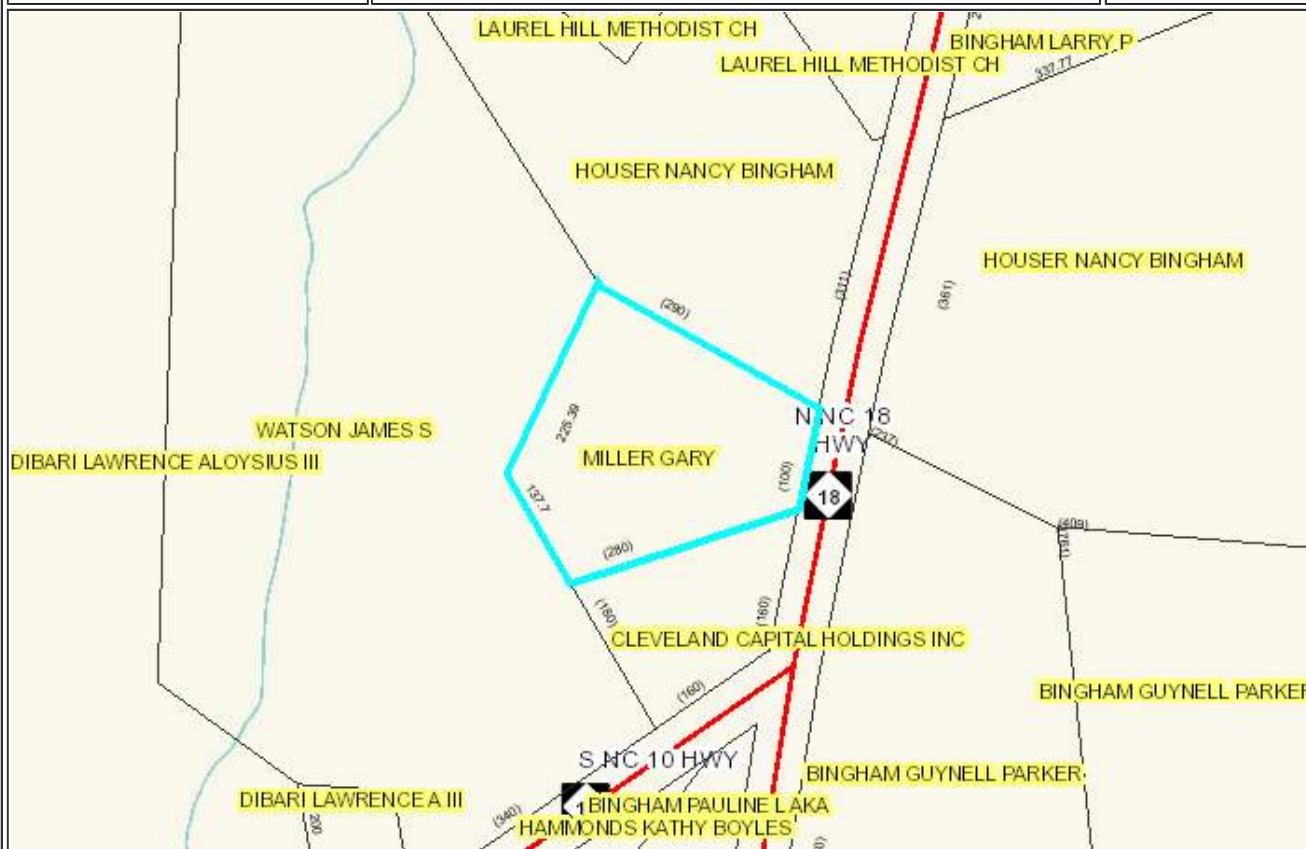 LAUREL HILL METHODIST CH
BINGHAM LARRY P
LAUREL HILL METHODIST CH
337.77
HOUSER NANCY BINGHAM
HOUSER NANCY BINGHAM
(311)
(361)
(290)
N NC 18
HWY
(237)
WATSON JAMES S
225.39
MILLER GARY
DIBARI LAWRENCE ALOYSIUS III
(100)
18
137.7
(409)
(280)
(180)
(160)
CLEVELAND CAPITAL HOLDINGS INC
(160)
BINGHAM GUYNELL PARKER
S NC 10 HWY
BINGHAM GUYNELL PARKER
DIBARI LAWRENCE A III
1
BINGHAM PAULINE L AKA
(340)
200
HAMMONDS KATHY BOYLES